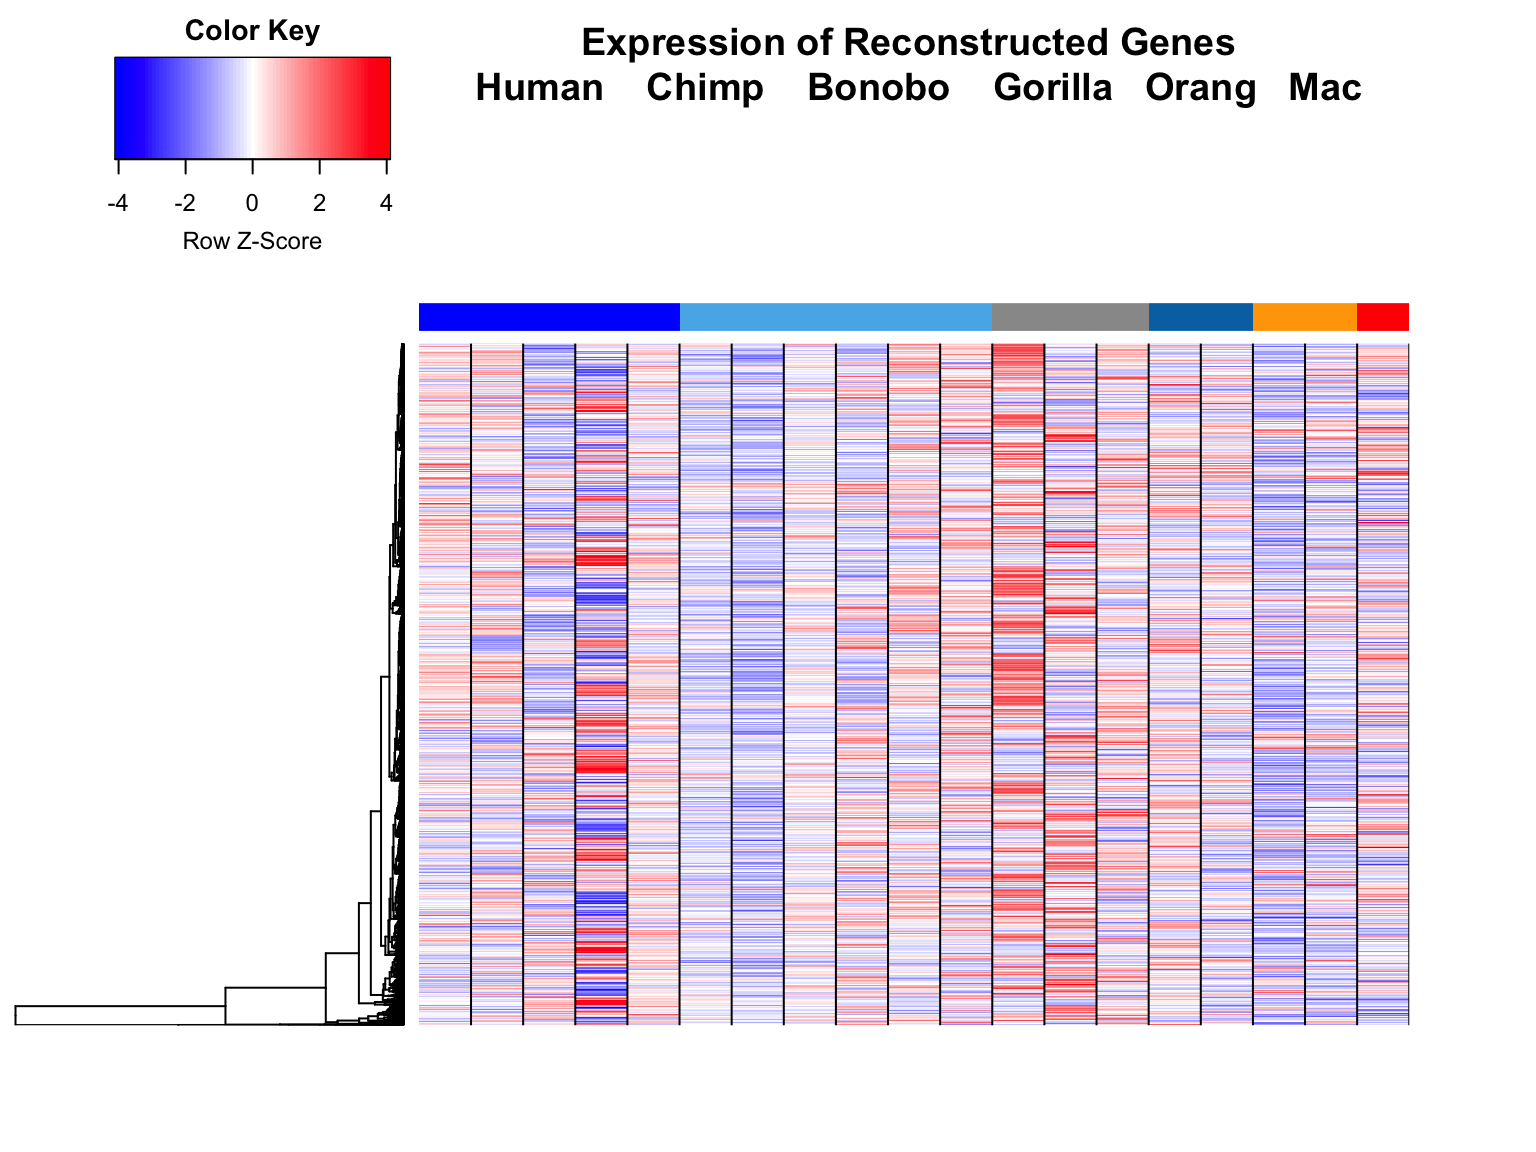 Color Key
-4 -2 0 2 4
Row Z-Score
Expression of Reconstructed Genes
Human Chimp Bonobo Gorilla Orang Mac